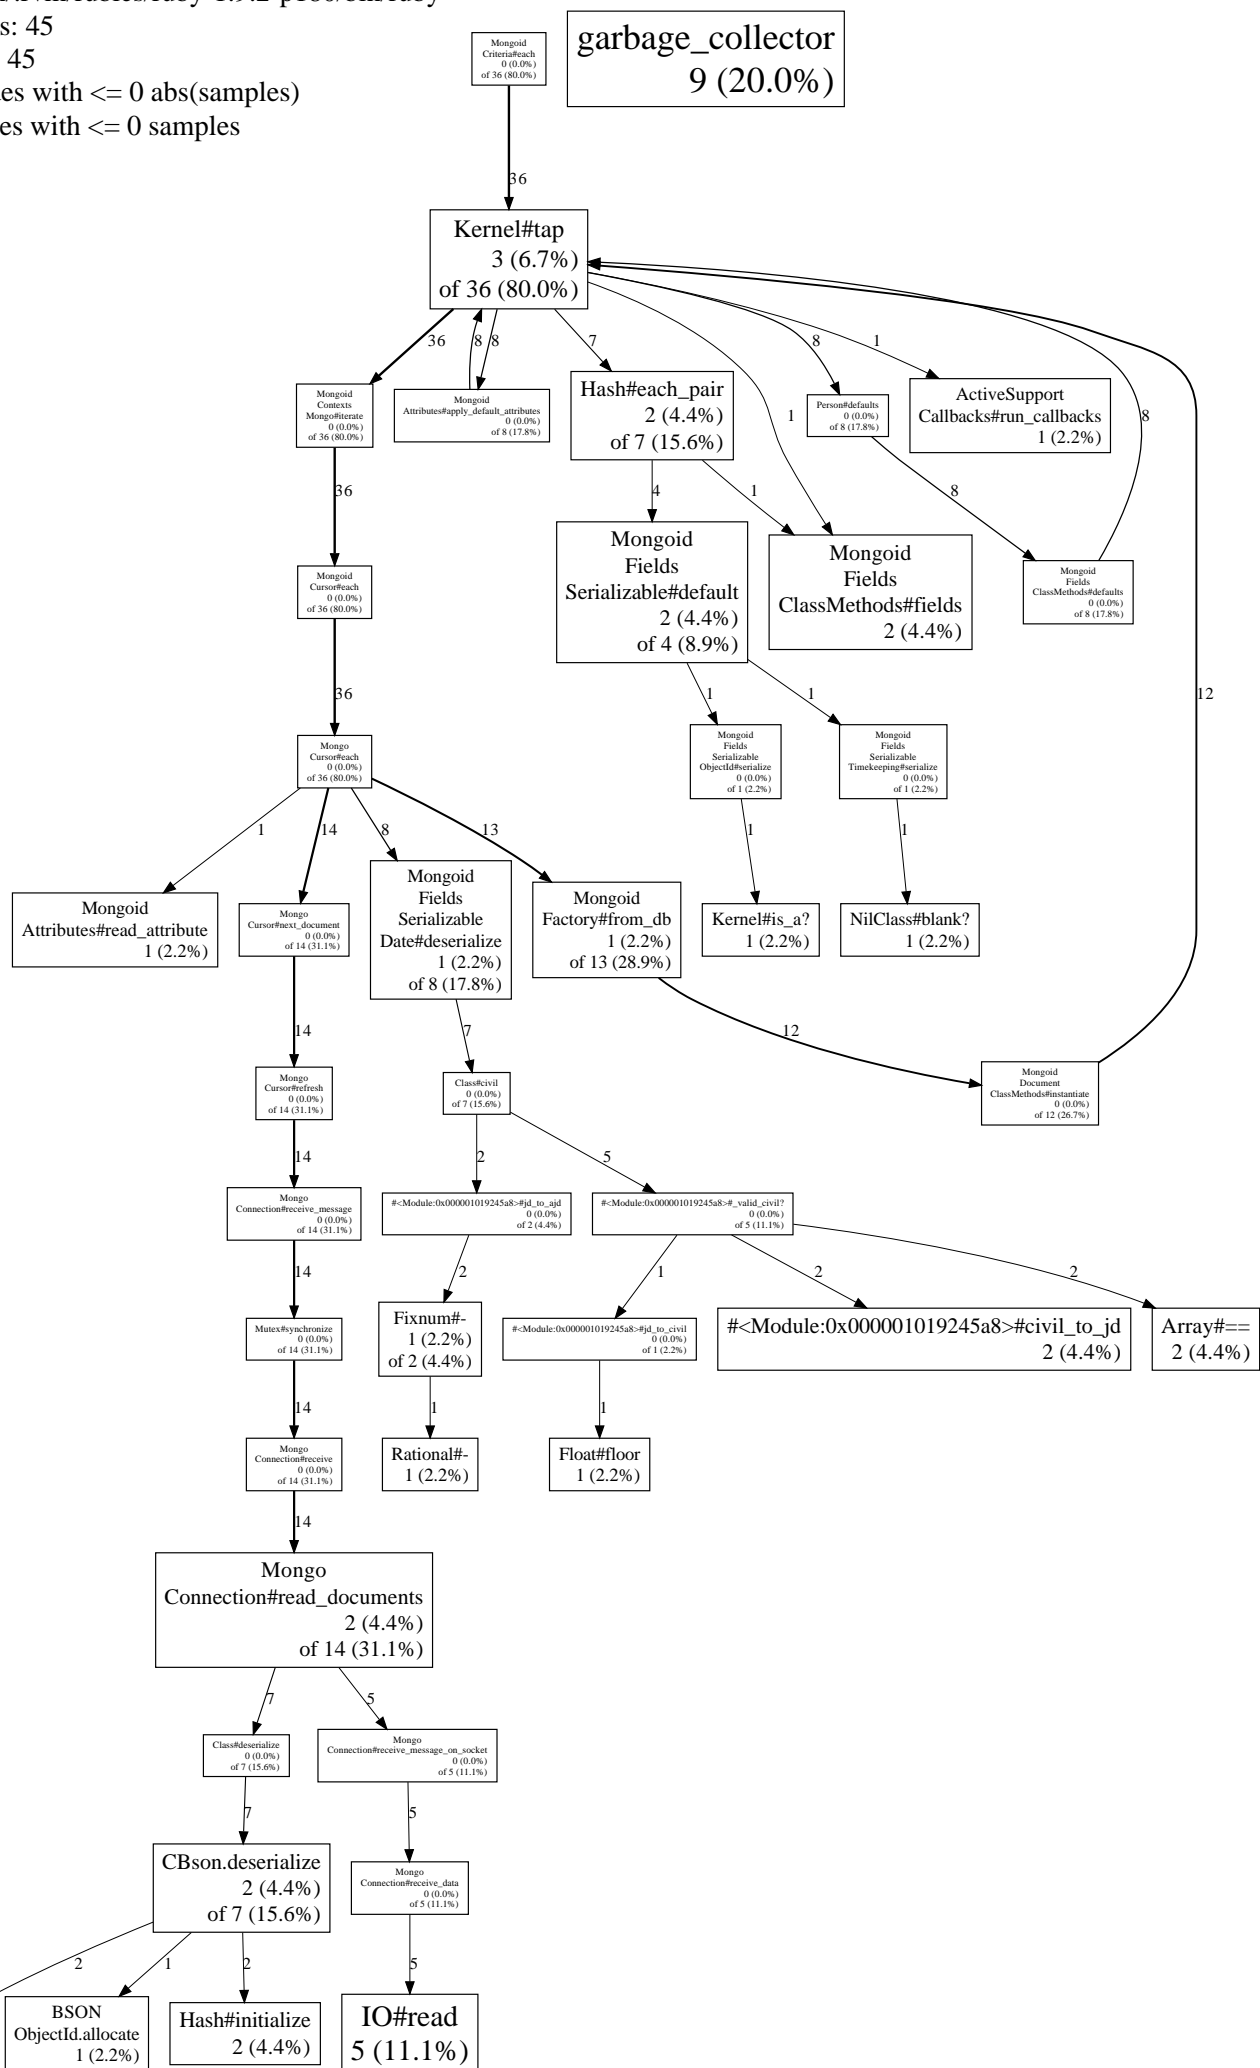 s: 45
45
es with <= 0 abs(samples)
es with <= 0 samples
Mongoid
Criteria#each
0 (0.0%)
of 36 (80.0%)
garbage_collector
9 (20.0%)
36
Kernel#tap
3 (6.7%)
of 36 (80.0%)
36
8
8
7
1
8
1
8
Mongoid
Contexts
Mongo#iterate
0 (0.0%)
of 36 (80.0%)
Mongoid
Attributes#apply_default_attributes
0 (0.0%)
of 8 (17.8%)
Hash#each_pair
2 (4.4%)
of 7 (15.6%)
Person#defaults
0 (0.0%)
of 8 (17.8%)
ActiveSupport
Callbacks#run_callbacks
1 (2.2%)
36
4
1
8
Mongoid
Cursor#each
0 (0.0%)
of 36 (80.0%)
Mongoid
Fields
Serializable#default
2 (4.4%)
of 4 (8.9%)
Mongoid
Fields
ClassMethods#fields
2 (4.4%)
Mongoid
Fields
ClassMethods#defaults
0 (0.0%)
of 8 (17.8%)
36
1
1
12
Mongo
Cursor#each
0 (0.0%)
of 36 (80.0%)
Mongoid
Fields
Serializable
ObjectId#serialize
0 (0.0%)
of 1 (2.2%)
Mongoid
Fields
Serializable
Timekeeping#serialize
0 (0.0%)
of 1 (2.2%)
1
14
8
13
1
1
Mongoid
Attributes#read_attribute
1 (2.2%)
Mongo
Cursor#next_document
0 (0.0%)
of 14 (31.1%)
Mongoid
Fields
Serializable
Date#deserialize
1 (2.2%)
of 8 (17.8%)
Mongoid
Factory#from_db
1 (2.2%)
of 13 (28.9%)
Kernel#is_a?
1 (2.2%)
NilClass#blank?
1 (2.2%)
14
7
12
Mongo
Cursor#refresh
0 (0.0%)
of 14 (31.1%)
Class#civil
0 (0.0%)
of 7 (15.6%)
Mongoid
Document
ClassMethods#instantiate
0 (0.0%)
of 12 (26.7%)
14
2
5
Mongo
Connection#receive_message
0 (0.0%)
of 14 (31.1%)
#<Module:0x000001019245a8>#jd_to_ajd
0 (0.0%)
of 2 (4.4%)
#<Module:0x000001019245a8>#_valid_civil?
0 (0.0%)
of 5 (11.1%)
14
2
1
2
2
Mutex#synchronize
0 (0.0%)
of 14 (31.1%)
Fixnum#-
1 (2.2%)
of 2 (4.4%)
#<Module:0x000001019245a8>#jd_to_civil
0 (0.0%)
of 1 (2.2%)
#<Module:0x000001019245a8>#civil_to_jd
2 (4.4%)
Array#==
2 (4.4%)
14
1
1
Mongo
Connection#receive
0 (0.0%)
of 14 (31.1%)
Rational#-
1 (2.2%)
Float#floor
1 (2.2%)
14
Mongo
Connection#read_documents
2 (4.4%)
of 14 (31.1%)
7
5
Class#deserialize
0 (0.0%)
of 7 (15.6%)
Mongo
Connection#receive_message_on_socket
0 (0.0%)
of 5 (11.1%)
7
5
CBson.deserialize
2 (4.4%)
of 7 (15.6%)
Mongo
Connection#receive_data
0 (0.0%)
of 5 (11.1%)
2
1
2
5
BSON
ObjectId.allocate
1 (2.2%)
Hash#initialize
2 (4.4%)
IO#read
5 (11.1%)